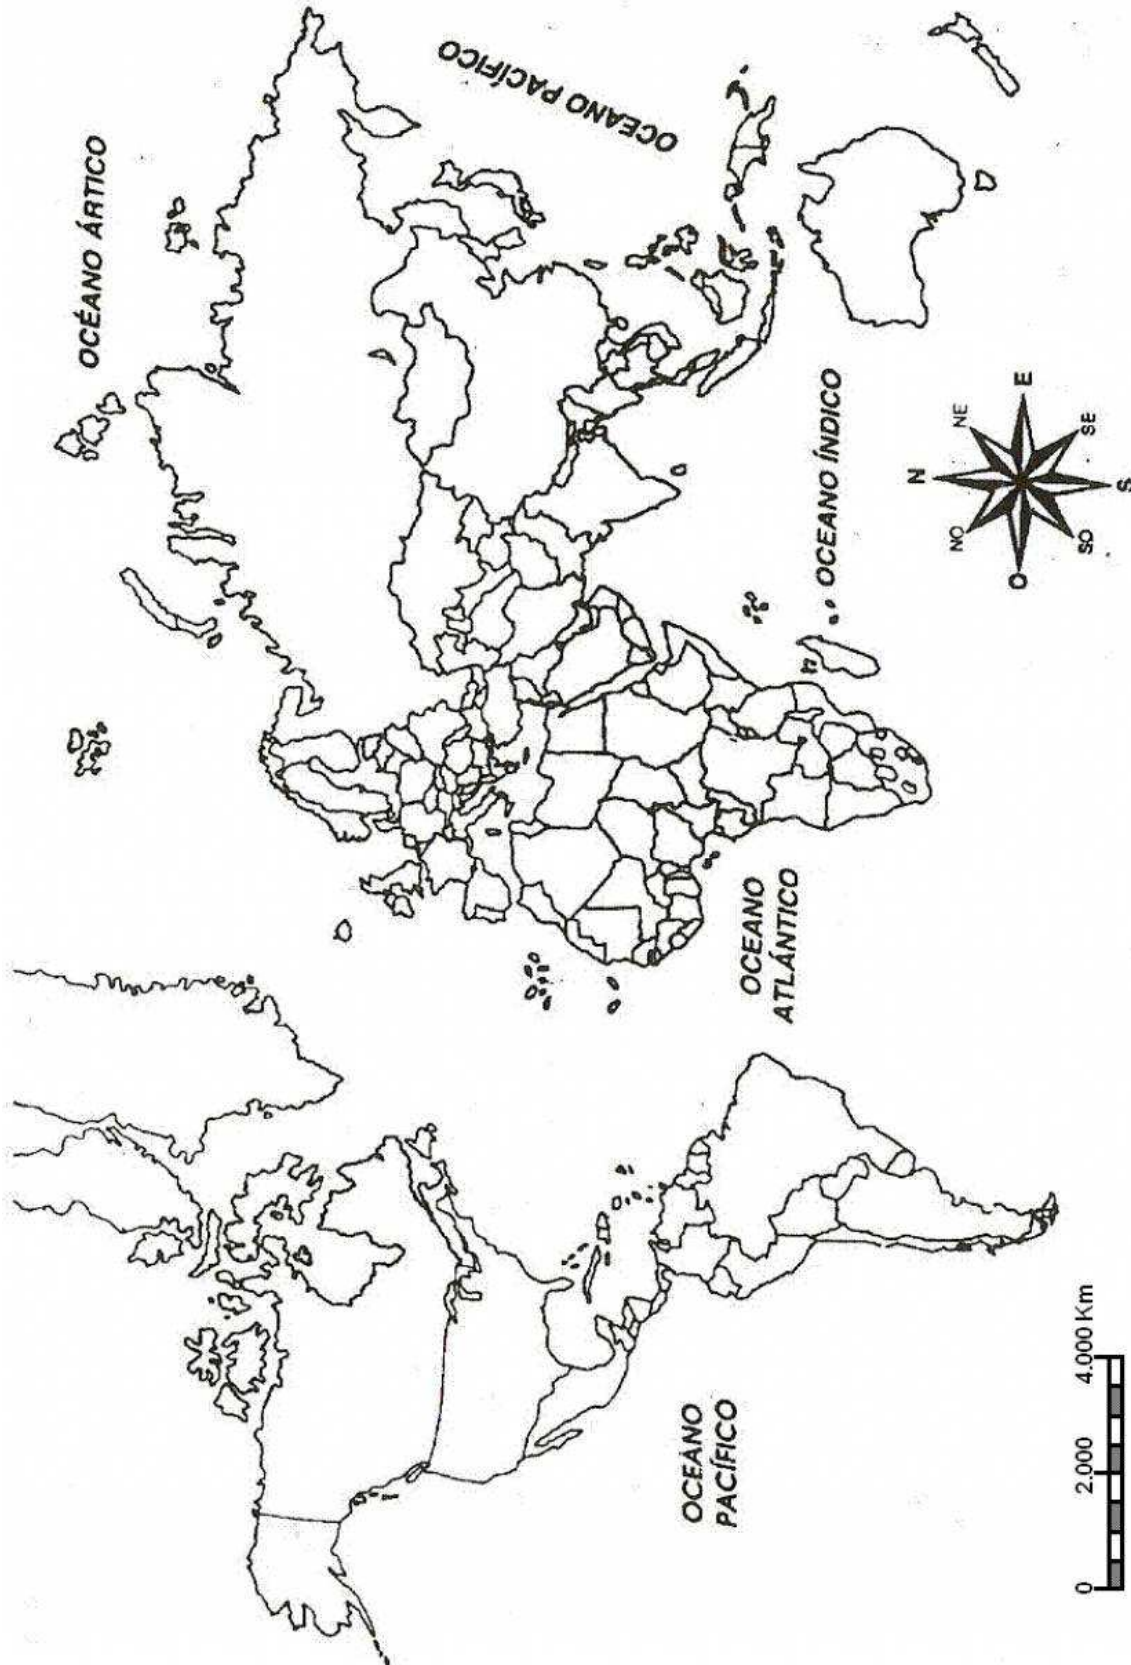 OCÉANO ÁRTICO
OCEANO PACÍFICO
OCEANO
ATLÁNTICO
OCEANO ÍNDICO
OCEANO
PACÍFICO
N
NO
NE
O
E
SO
SE
S
0
2.000
4.000 Km